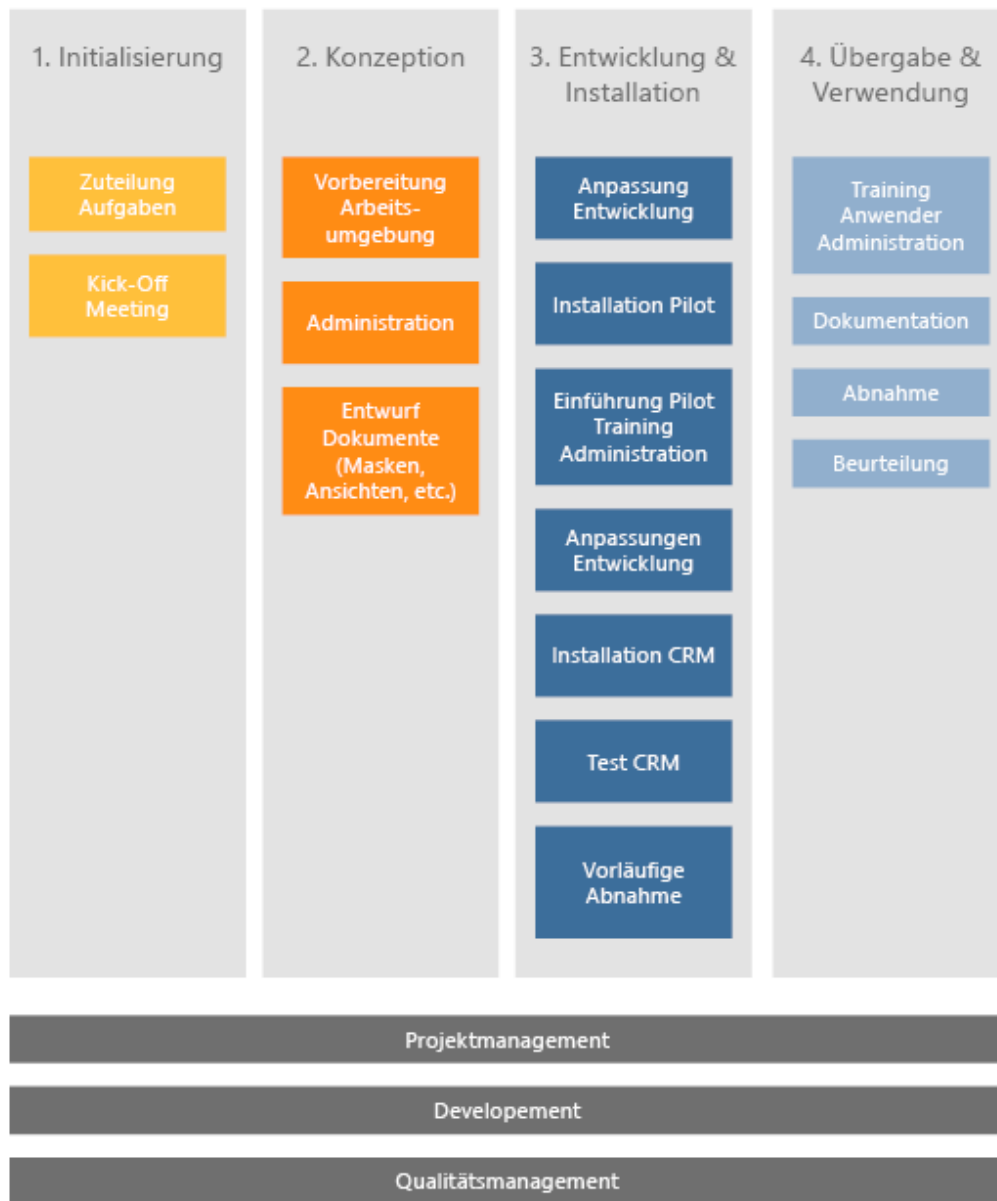 1. Initialisierung
Zuteilung
Aufgaben
Kick-Off
Meeting
2. Konzeption
Vorbereitung
Arbeits-
umgebung
Administration
Entwurf
Dokumente
(Masken,
Ansichten, etc.)
3. Entwicklung &
Installation
Anpassung
Entwicklung
Installation Pilot
Einführung Pilot
Training
Administration
Anpassungen
Entwicklung
Installation CRM
Test CRM
Vorläufige
Abnahme
4. Übergabe &
Verwendung
Training
Anwender
Administration
Dokumentation
Abnahme
Beurteilung
Projektmanagement
Developement
Qualitätsmanagement